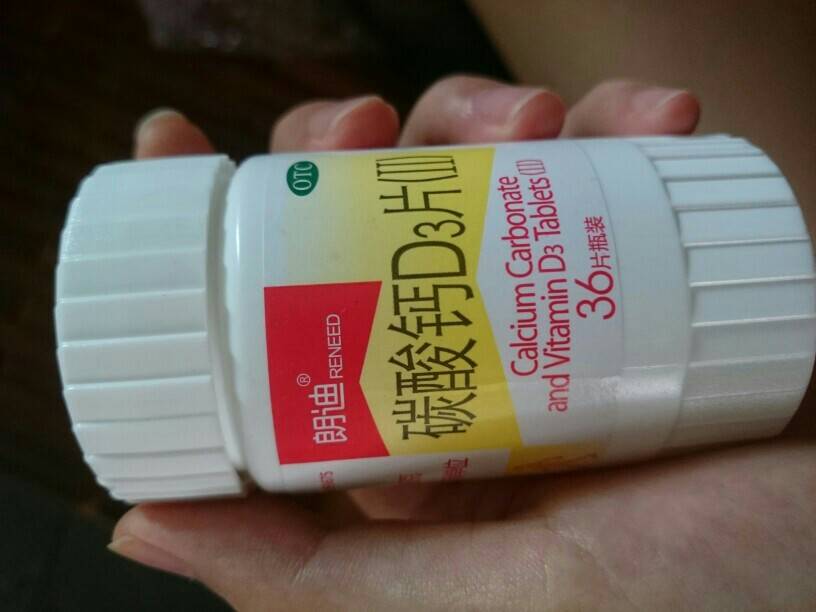 OTC
朗迪®
RENEED
碳酸钙D3片(II)
Calcium Carbonate
and Vitamin D3 Tablets(II)
36片瓶装